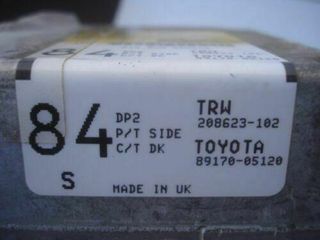 84
DP2
P/T SIDE
C/T DK
S
TRW
208623-102
TOYOTA
89170-05120
MADE IN UK